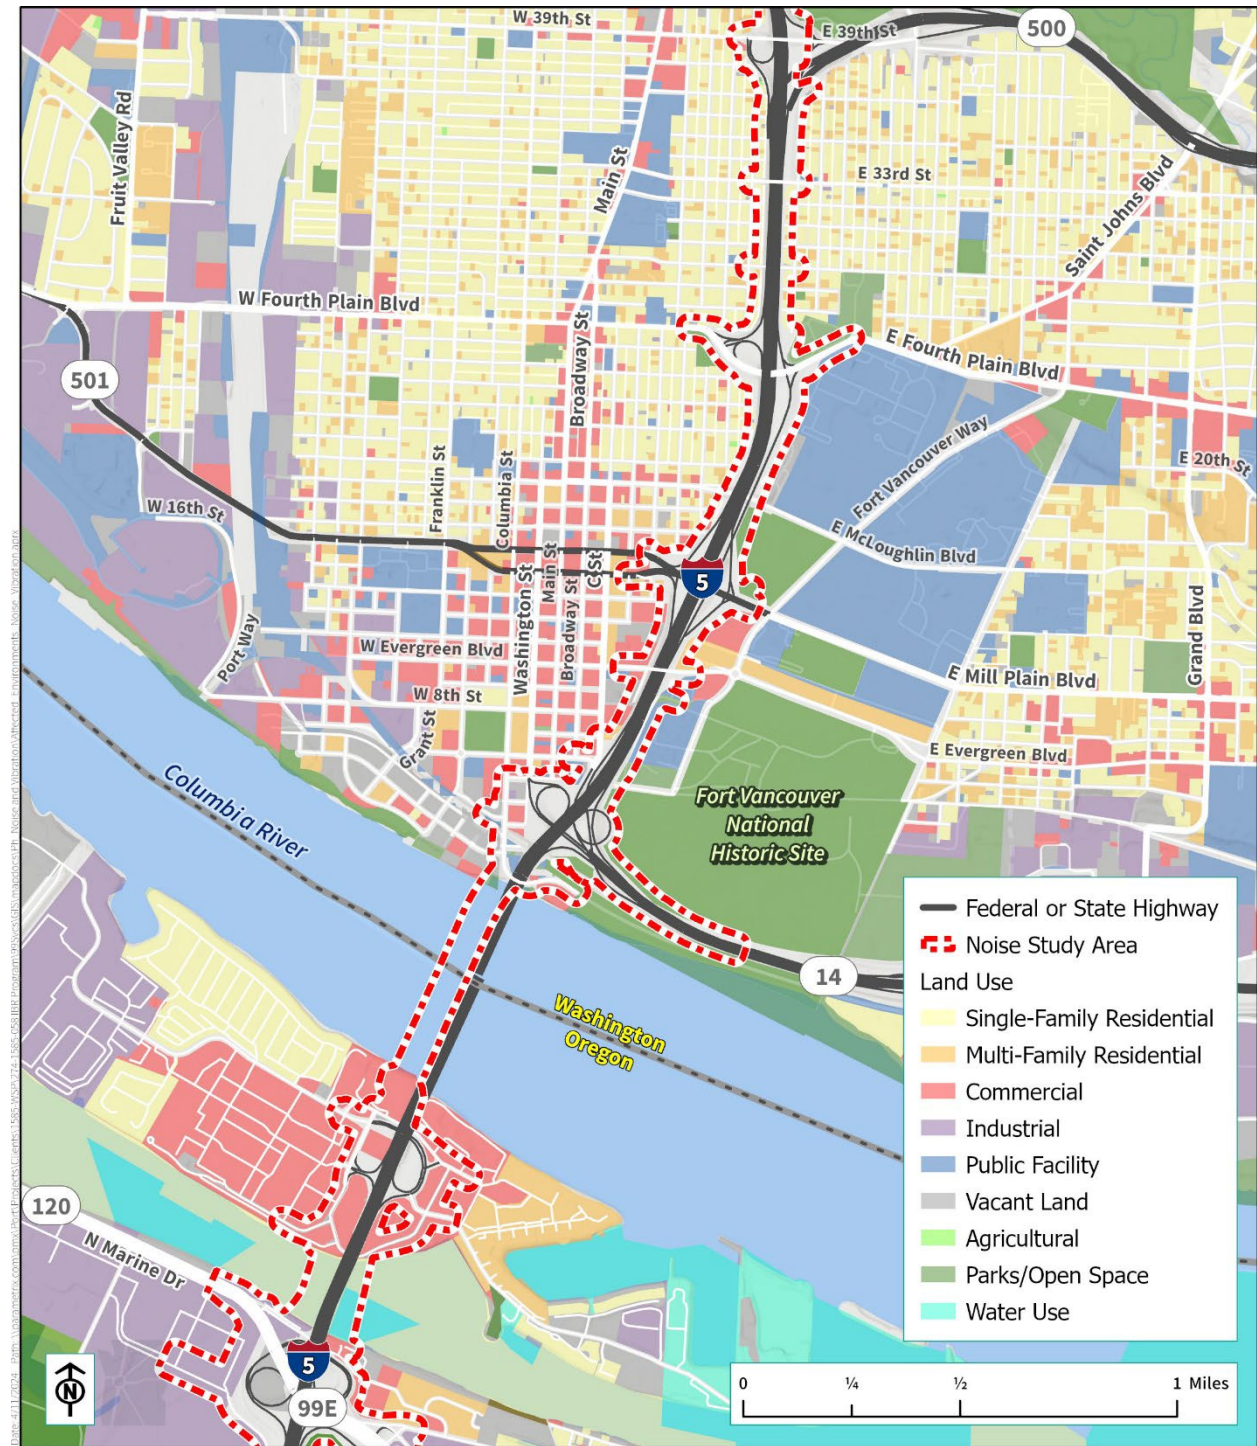 W 39th St
E 39th St
500
Fruit Valley Rd
Main St
E 33rd St
Saint Johns Blvd
W Fourth Plain Blvd
Broadway St
E Fourth Plain Blvd
501
Fort Vancouver Way
E 20th St
Franklin St
Columbia St
W 16th St
E McLoughlin Blvd
Main St
C St
5
Washington St
Broadway St
Grand Blvd
Port Way
W Evergreen Blvd
E Mill Plain Blvd
W 8th St
Grant St
E Evergreen Blvd
Columbia River
Fort Vancouver
National
Historic Site
14
Washington
Oregon
120
N Marine Dr
5
99E
N
Federal or State Highway
Noise Study Area
Land Use
Single-Family Residential
Multi-Family Residential
Commercial
Industrial
Public Facility
Vacant Land
Agricultural
Parks/Open Space
Water Use
0 ¼ ½ 1 Miles
Date: 4/11/2024